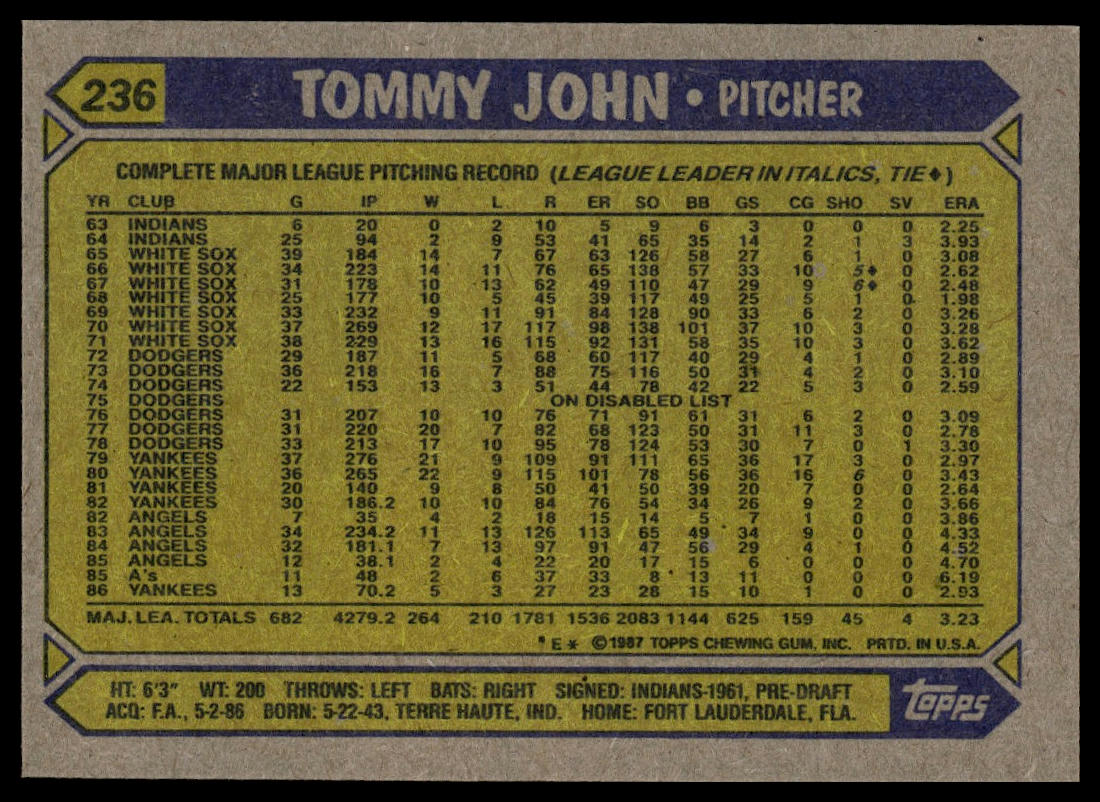 236 TOMMY JOHN • PITCHER
COMPLETE MAJOR LEAGUE PITCHING RECORD (LEAGUE LEADER IN ITALICS, TIE♦)
YR CLUB G IP W L R ER SO BB GS CG SHO SV ERA
63 INDIANS 6 20 0 2 10 5 9 6 3 0 0 0 2.25
64 INDIANS 25 94 2 9 53 41 65 35 14 2 1 3 3.93
65 WHITE SOX 39 184 14 7 67 63 126 58 27 6 1 0 3.08
66 WHITE SOX 34 223 14 11 76 65 138 57 33 10 5♦ 0 2.62
67 WHITE SOX 31 178 10 13 62 49 110 47 29 9 6♦ 0 2.48
68 WHITE SOX 25 177 10 5 45 39 117 49 25 5 1 0 1.98
69 WHITE SOX 33 232 9 11 91 84 128 90 33 6 2 0 3.26
70 WHITE SOX 37 269 12 17 117 98 138 101 37 10 3 0 3.28
71 WHITE SOX 38 229 13 16 115 92 131 58 35 10 3 0 3.62
72 DODGERS 29 187 11 5 68 60 117 40 29 4 1 0 2.89
73 DODGERS 36 218 16 7 88 75 116 50 31 4 2 0 3.10
74 DODGERS 22 153 13 3 51 44 78 42 22 5 3 0 2.59
75 DODGERS ON DISABLED LIST
76 DODGERS 31 207 10 10 76 71 91 61 31 6 2 0 3.09
77 DODGERS 31 220 20 7 82 68 123 50 31 11 3 0 2.78
78 DODGERS 33 213 17 10 95 78 124 53 30 7 0 1 3.30
79 YANKEES 37 276 21 9 109 91 111 65 36 17 3 0 2.97
80 YANKEES 36 265 22 9 115 101 78 56 36 16 6 0 3.43
81 YANKEES 20 140 9 8 50 41 50 39 20 7 0 0 2.64
82 YANKEES 30 186.2 10 10 84 76 54 34 26 9 2 0 3.66
82 ANGELS 7 35 4 2 18 15 14 5 7 1 0 0 3.86
83 ANGELS 34 234.2 11 13 126 113 65 49 34 9 0 0 4.33
84 ANGELS 32 181.1 7 13 97 91 47 56 29 4 1 0 4.52
85 ANGELS 12 38.1 2 4 22 20 17 15 6 0 0 0 4.70
85 A's 11 48 2 6 37 33 8 13 11 0 0 0 6.19
86 YANKEES 13 70.2 5 3 27 23 28 15 10 1 0 0 2.93
MAJ. LEA. TOTALS 682 4279.2 264 210 1781 1536 2083 1144 625 159 45 4 3.23
* E * ©1987 TOPPS CHEWING GUM, INC. PRTD. IN U.S.A.
HT: 6'3" WT: 200 THROWS: LEFT BATS: RIGHT SIGNED: INDIANS-1961, PRE-DRAFT
ACQ: F.A., 5-2-86 BORN: 5-22-43, TERRE HAUTE, IND. HOME: FORT LAUDERDALE, FLA.
topps